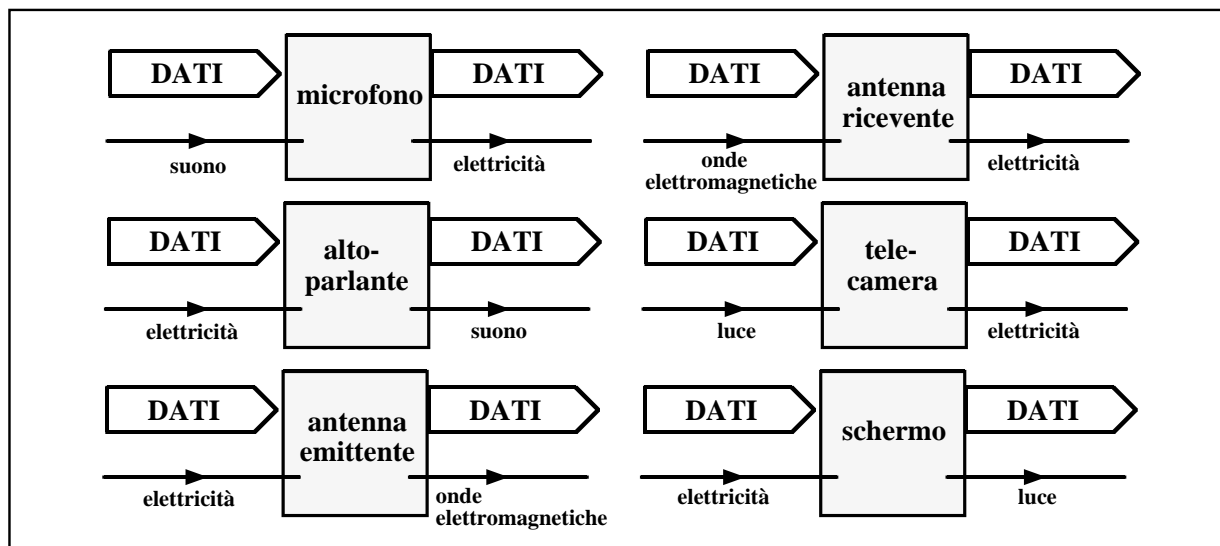 DATI
microfono
DATI
suono
elettricità
DATI
antenna
ricevente
DATI
onde
elettromagnetiche
elettricità
DATI
alto-
parlante
DATI
elettricità
suono
DATI
tele-
camera
DATI
luce
elettricità
DATI
antenna
emittente
DATI
elettricità
onde
elettromagnetiche
DATI
schermo
DATI
elettricità
luce